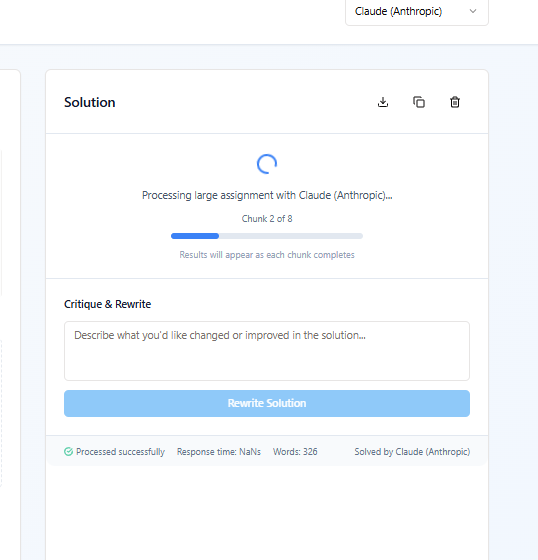 Claude (Anthropic)
Solution
Processing large assignment with Claude (Anthropic)...
Chunk 2 of 8
Results will appear as each chunk completes
Critique & Rewrite
Describe what you'd like changed or improved in the solution...
Rewrite Solution
Processed successfully Response time: NaNs Words: 326 Solved by Claude (Anthropic)